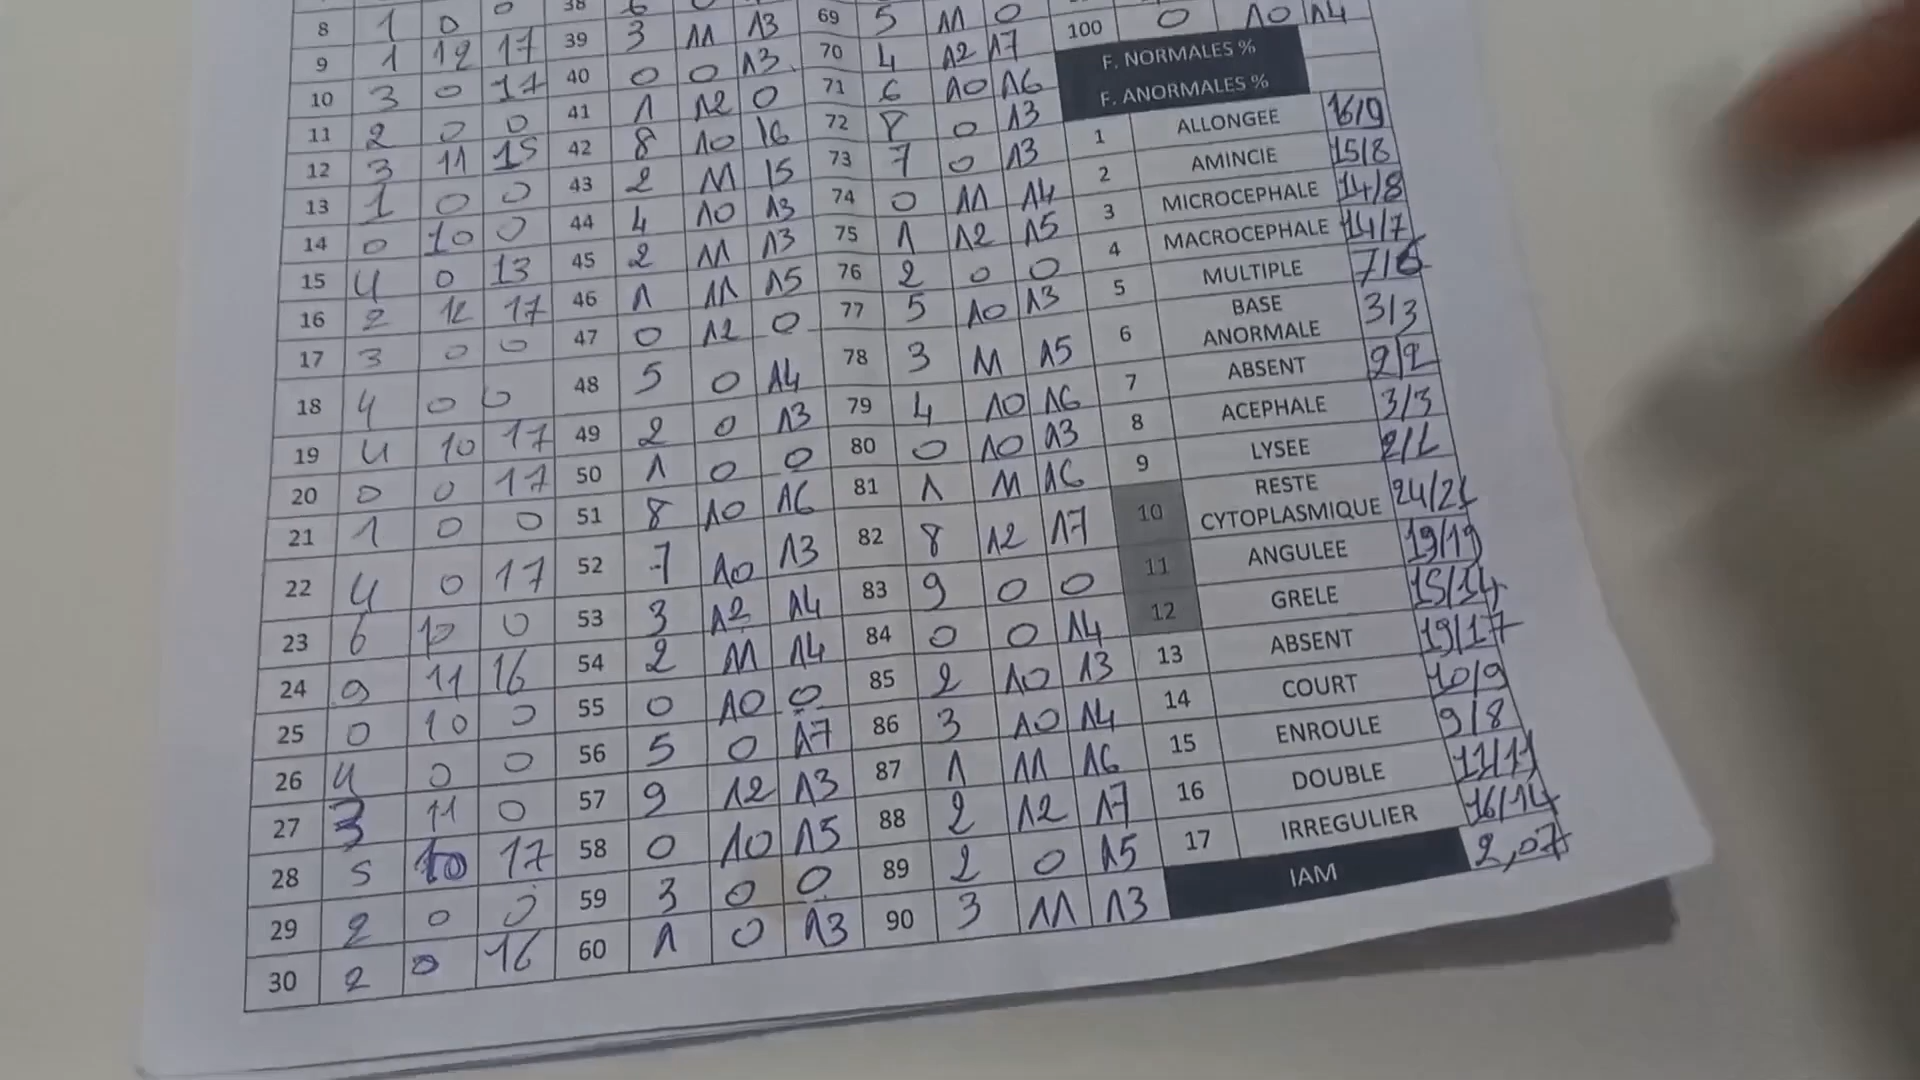 8 1 0 0 38 6 0 69 5 11 0 100 0 10 14
9 1 12 17 39 3 11 13 70 4 12 17 F. NORMALES %
10 3 0 17 40 0 0 13 71 6 10 16 F. ANORMALES %
11 2 0 0 41 1 12 0 72 8 0 13 1 ALLONGEE 16/9
12 3 11 15 42 8 10 16 73 7 0 13 2 AMINCIE 15/8
13 1 0 0 43 2 11 15 74 0 11 14 3 MICROCEPHALE 14/8
14 0 10 0 44 4 10 13 75 1 12 15 4 MACROCEPHALE 14/7
15 4 0 13 45 2 11 13 76 2 0 0 5 MULTIPLE 7/6
16 2 12 17 46 1 11 15 77 5 10 13 6 BASE
ANORMALE 3/3
17 3 0 0 47 0 12 0 78 3 11 15 7 ABSENT 2/2
18 4 0 0 48 5 0 14 79 4 10 16 8 ACEPHALE 3/3
19 4 10 17 49 2 0 13 80 0 10 13 9 LYSEE
20 0 0 17 50 1 0 0 81 1 11 16 10 RESTE
CYTOPLASMIQUE
21 1 0 0 51 8 10 16 82 8 12 17 11 ANGULEE 19/19
22 4 0 17 52 7 10 13 83 9 0 0 12 GRELE 15/14
23 6 10 0 53 3 12 14 84 0 0 14 13 ABSENT 19/17
24 9 11 16 54 2 11 14 85 2 10 13 14 COURT 10/9
25 0 10 0 55 0 10 0 86 3 10 14 15 ENROULE 9/8
26 4 0 0 56 5 0 17 87 1 11 16 16 DOUBLE 11/11
27 3 11 0 57 9 12 13 88 2 12 17 17 IRREGULIER 16/14
28 5 10 17 58 0 10 15 89 2 0 15 IAM 2,07
29 2 0 0 59 3 0 0 90 3 11 13
30 2 0 16 60 1 0 13